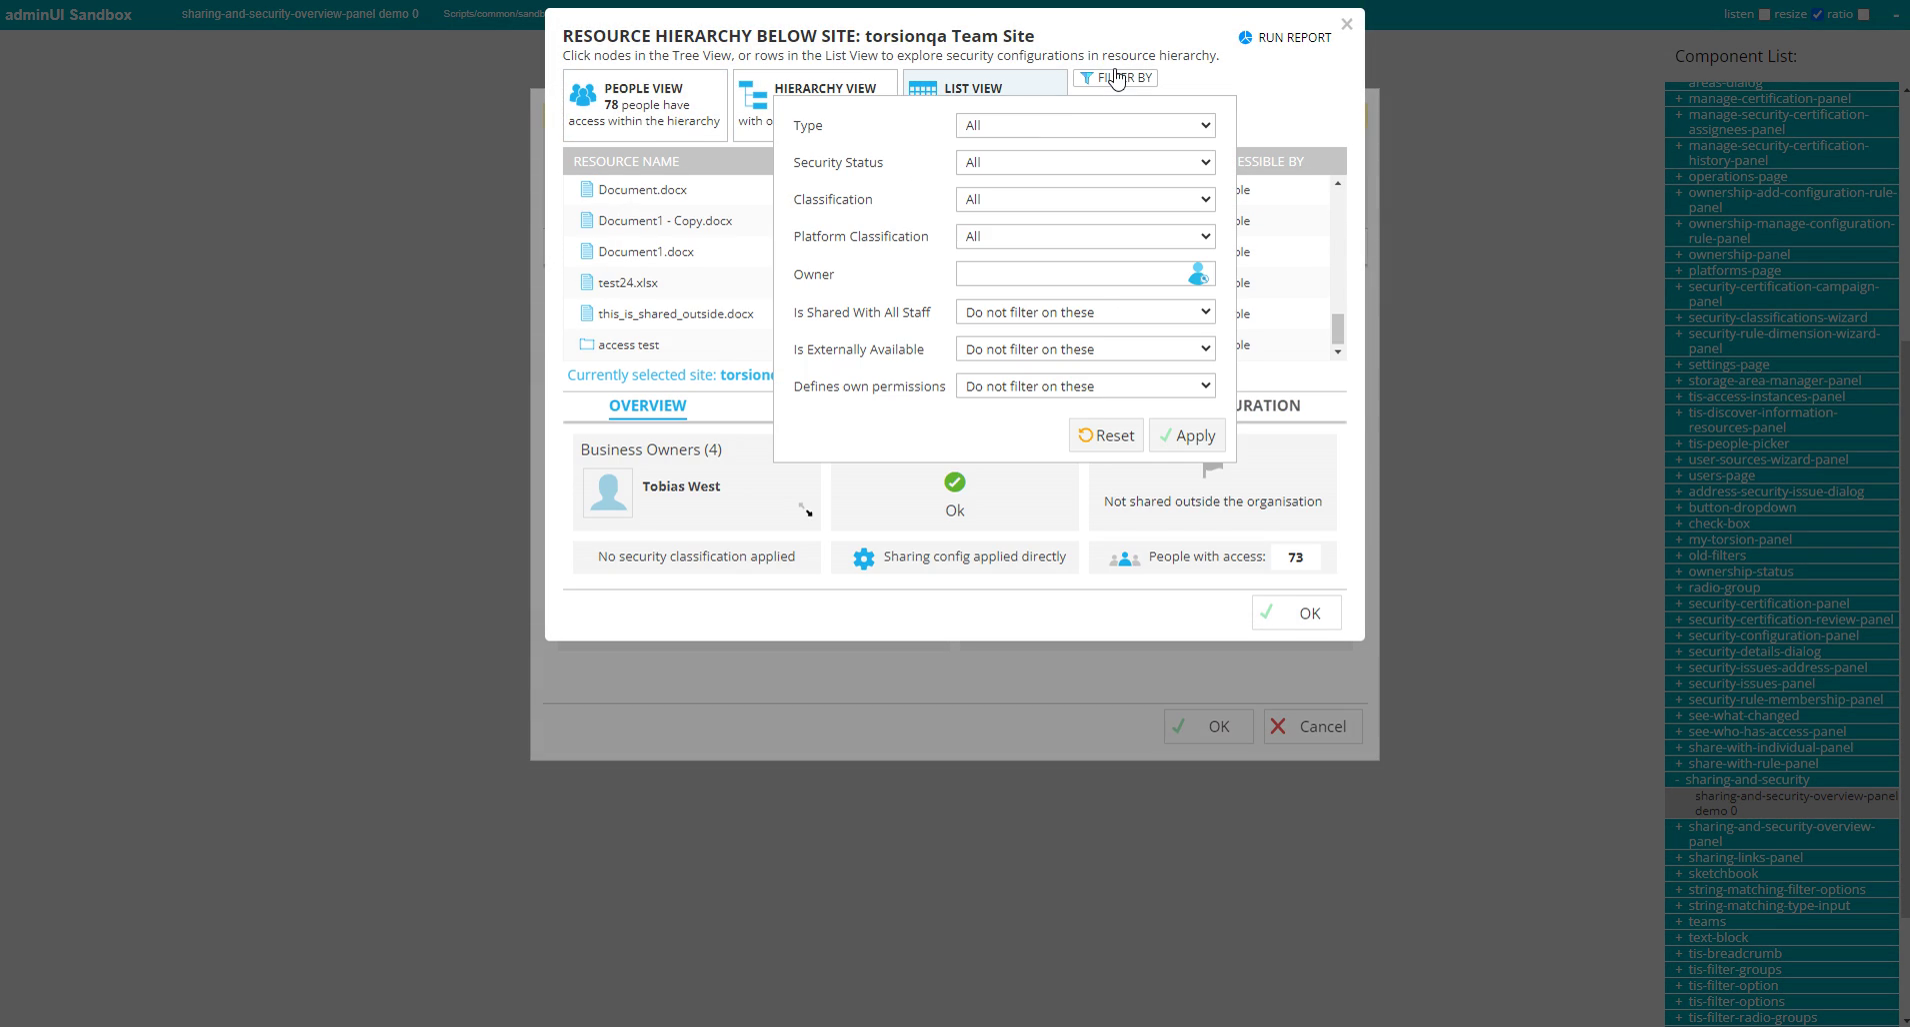 adminUI Sandbox
sharing-and-security-overview-panel demo 0
Scripts/common/sandb
listen
resize
ratio
-
RESOURCE HIERARCHY BELOW SITE: torsionqa Team Site
RUN REPORT
Click nodes in the Tree View, or rows in the List View to explore security configurations in resource hierarchy.
PEOPLE VIEW
78 people have
access within the hierarchy
HIERARCHY VIEW
with o
LIST VIEW
FILTER BY
RESOURCE NAME
ESSIBLE BY
Document.docx
ple
Document1 - Copy.docx
ple
Document1.docx
ple
test24.xlsx
ple
this_is_shared_outside.docx
ple
access test
ple
Type
All
Security Status
All
Classification
All
Platform Classification
All
Owner
Is Shared With All Staff
Do not filter on these
Is Externally Available
Do not filter on these
Defines own permissions
Do not filter on these
Reset
Apply
Currently selected site: torsion
OVERVIEW
URATION
Business Owners (4)
Tobias West
Ok
Not shared outside the organisation
No security classification applied
Sharing config applied directly
People with access: 73
OK
OK
Cancel
Component List:
areas-dialog
+ manage-certification-panel
+ manage-security-certification-
assignees-panel
+ manage-security-certification-
history-panel
+ operations-page
+ ownership-add-configuration-rule-
panel
+ ownership-manage-configuration-
rule-panel
+ ownership-panel
+ platforms-page
+ security-certification-campaign-
panel
+ security-classifications-wizard
+ security-rule-dimension-wizard-
panel
+ settings-page
+ storage-area-manager-panel
+ tis-access-instances-panel
+ tis-discover-information-
resources-panel
+ tis-people-picker
+ user-sources-wizard-panel
+ users-page
+ address-security-issue-dialog
+ button-dropdown
+ check-box
+ my-torsion-panel
+ old-filters
+ ownership-status
+ radio-group
+ security-certification-panel
+ security-certification-review-panel
+ security-configuration-panel
+ security-details-dialog
+ security-issues-address-panel
+ security-issues-panel
+ security-rule-membership-panel
+ see-what-changed
+ see-who-has-access-panel
+ share-with-individual-panel
+ share-with-rule-panel
- sharing-and-security
sharing-and-security-overview-panel
demo 0
+ sharing-and-security-overview-
panel
+ sharing-links-panel
+ sketchbook
+ string-matching-filter-options
+ string-matching-type-input
+ teams
+ text-block
+ tis-breadcrumb
+ tis-filter-groups
+ tis-filter-option
+ tis-filter-options
+ tis-filter-radio-groups